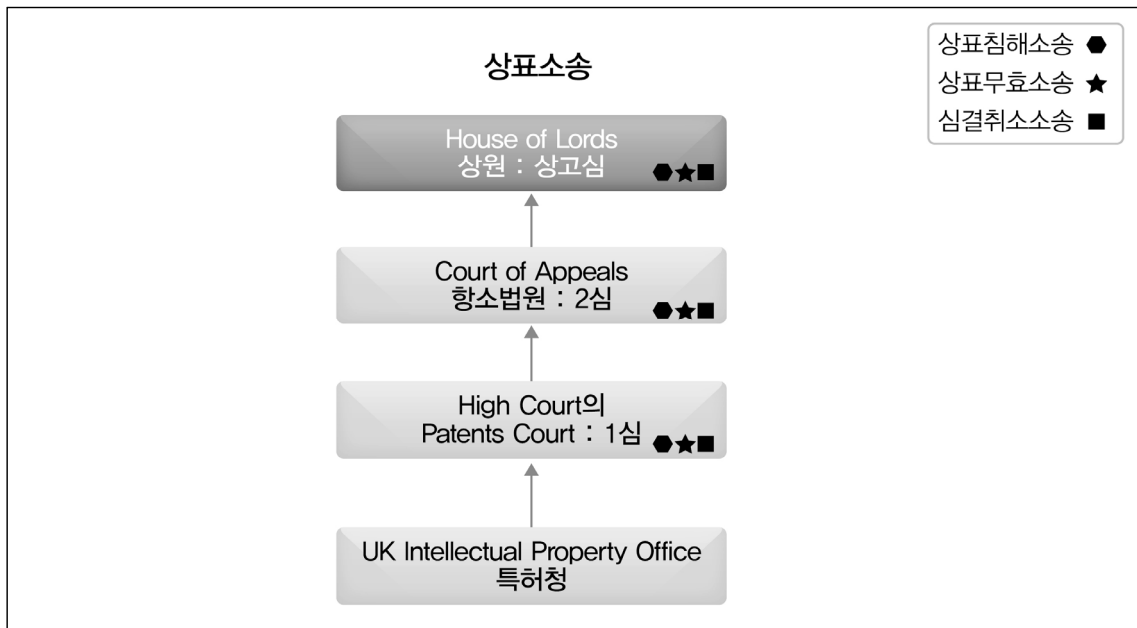 상표소송
상표침해소송 ⬣
상표무효소송 ★
심결취소소송 ■
House of Lords
상원 : 상고심
⬣★■
Court of Appeals
항소법원 : 2심
⬣★■
High Court의
Patents Court : 1심
⬣★■
UK Intellectual Property Office
특허청